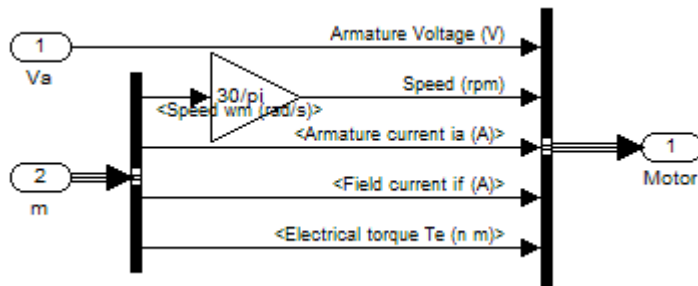 Armature Voltage (V)
1
Va
30/pi
Speed (rpm)
<Speed wm (rad/s)>
<Armature current ia (A)>
2
m
<Field current if (A)>
1
Motor
<Electrical torque Te (n m)>